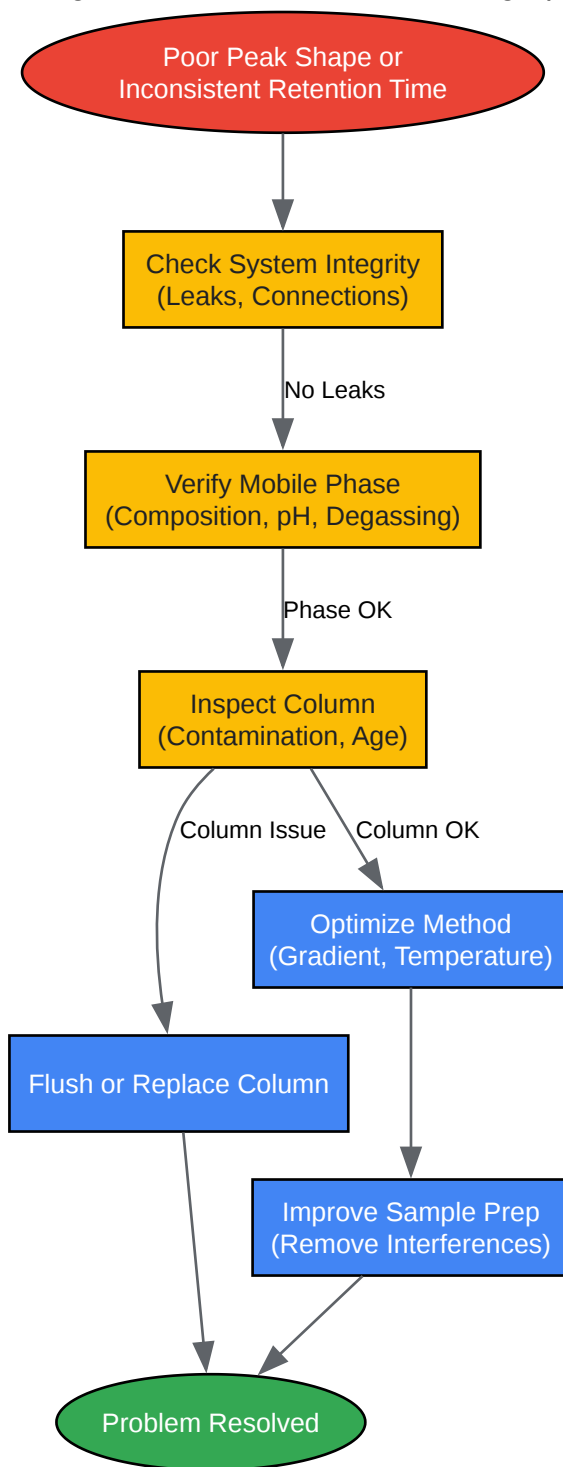 Poor Peak Shape or
Inconsistent Retention Time
Check System Integrity
(Leaks, Connections)
No Leaks
Verify Mobile Phase
(Composition, pH, Degassing)
Phase OK
Inspect Column
(Contamination, Age)
Column Issue
Column OK
Optimize Method
(Gradient, Temperature)
Flush or Replace Column
Improve Sample Prep
(Remove Interferences)
Problem Resolved